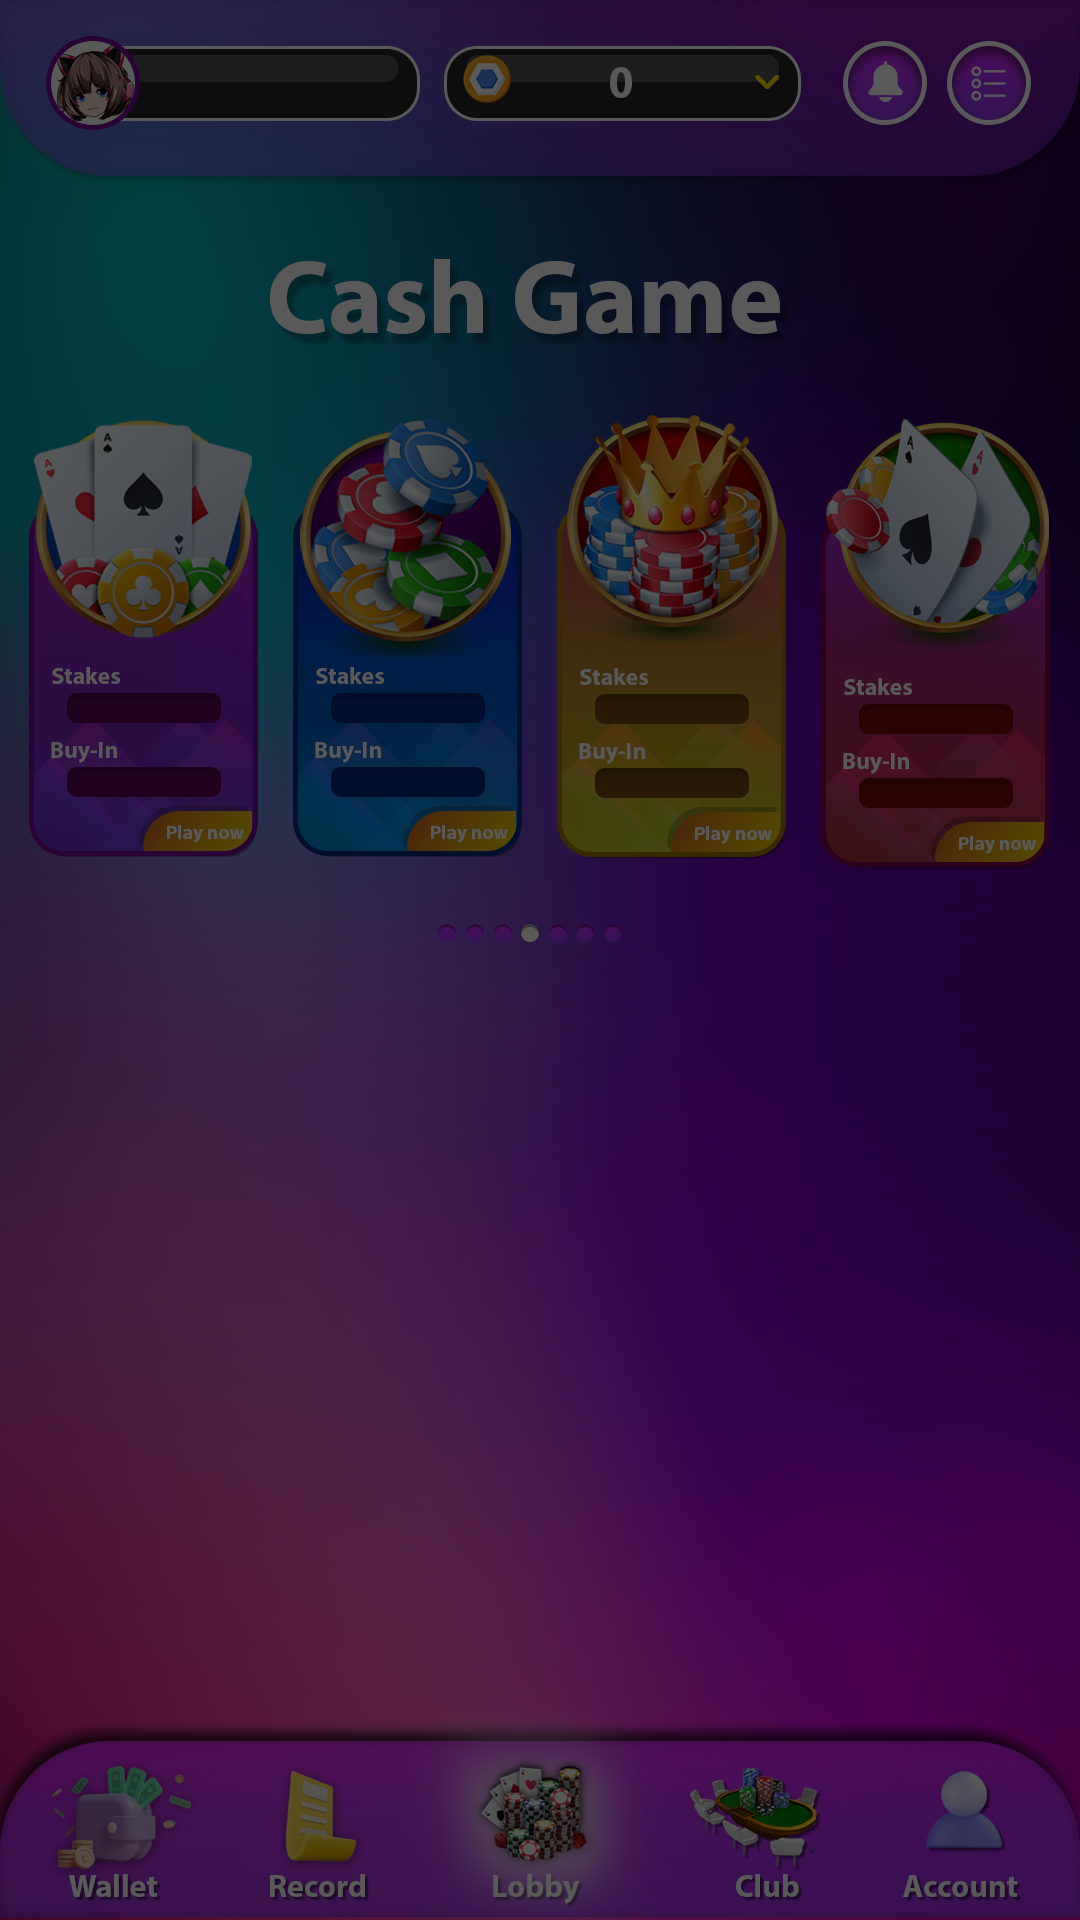 0
Cash Game
Stakes
Buy-In
Play now
Stakes
Buy-In
Play now
Stakes
Buy-In
Play now
Stakes
Buy-In
Play now
Wallet
Record
Lobby
Club
Account